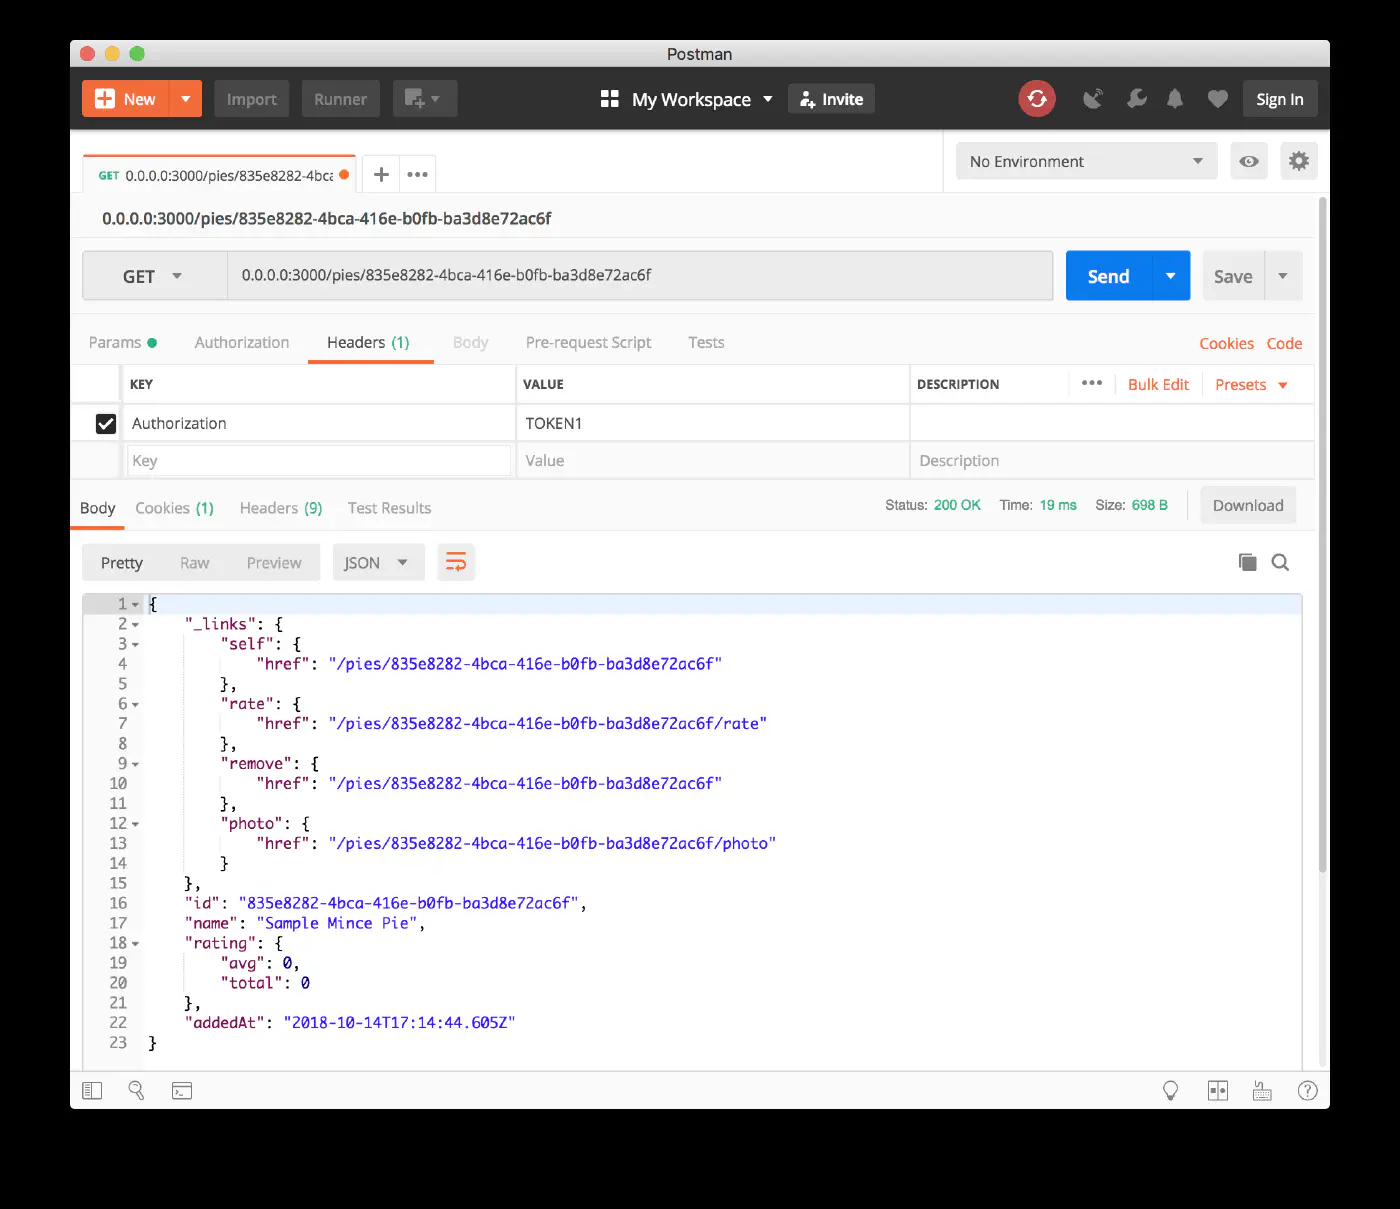 Postman
New Import Runner My Workspace Invite Sign In
GET 0.0.0.0:3000/pies/835e8282-4bca No Environment
0.0.0.0:3000/pies/835e8282-4bca-416e-b0fb-ba3d8e72ac6f
GET 0.0.0.0:3000/pies/835e8282-4bca-416e-b0fb-ba3d8e72ac6f Send Save
Params Authorization Headers (1) Body Pre-request Script Tests Cookies Code
KEY VALUE DESCRIPTION Bulk Edit Presets
Authorization TOKEN1
Key Value Description
Body Cookies (1) Headers (9) Test Results Status: 200 OK Time: 19 ms Size: 698 B Download
Pretty Raw Preview JSON
1 {
2 "_links": {
3 "self": {
4 "href": "/pies/835e8282-4bca-416e-b0fb-ba3d8e72ac6f"
5 },
6 "rate": {
7 "href": "/pies/835e8282-4bca-416e-b0fb-ba3d8e72ac6f/rate"
8 },
9 "remove": {
10 "href": "/pies/835e8282-4bca-416e-b0fb-ba3d8e72ac6f"
11 },
12 "photo": {
13 "href": "/pies/835e8282-4bca-416e-b0fb-ba3d8e72ac6f/photo"
14 }
15 },
16 "id": "835e8282-4bca-416e-b0fb-ba3d8e72ac6f",
17 "name": "Sample Mince Pie",
18 "rating": {
19 "avg": 0,
20 "total": 0
21 },
22 "addedAt": "2018-10-14T17:14:44.605Z"
23 }